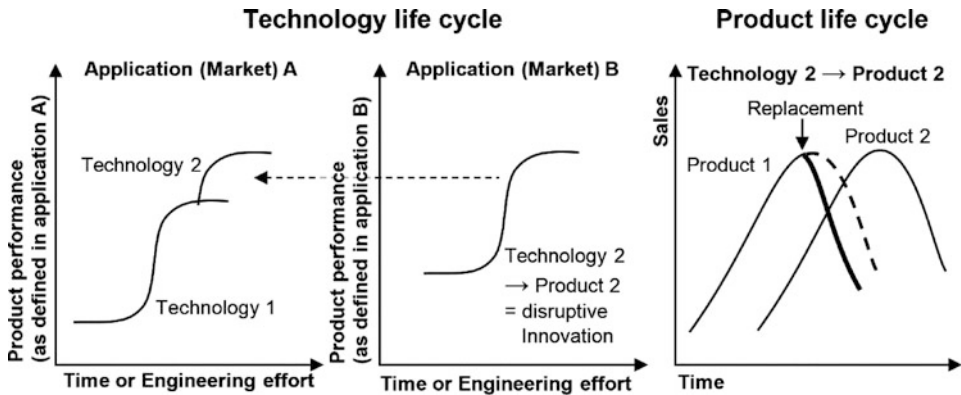 Technology life cycle
Product life cycle
Application (Market) A
Product performance
(as defined in application A)
Technology 2
Technology 1
Time or Engineering effort
Application (Market) B
Product performance
(as defined in application B)
Technology 2
→ Product 2
= disruptive
Innovation
Time or Engineering effort
Technology 2 → Product 2
Sales
Replacement
Product 1
Product 2
Time